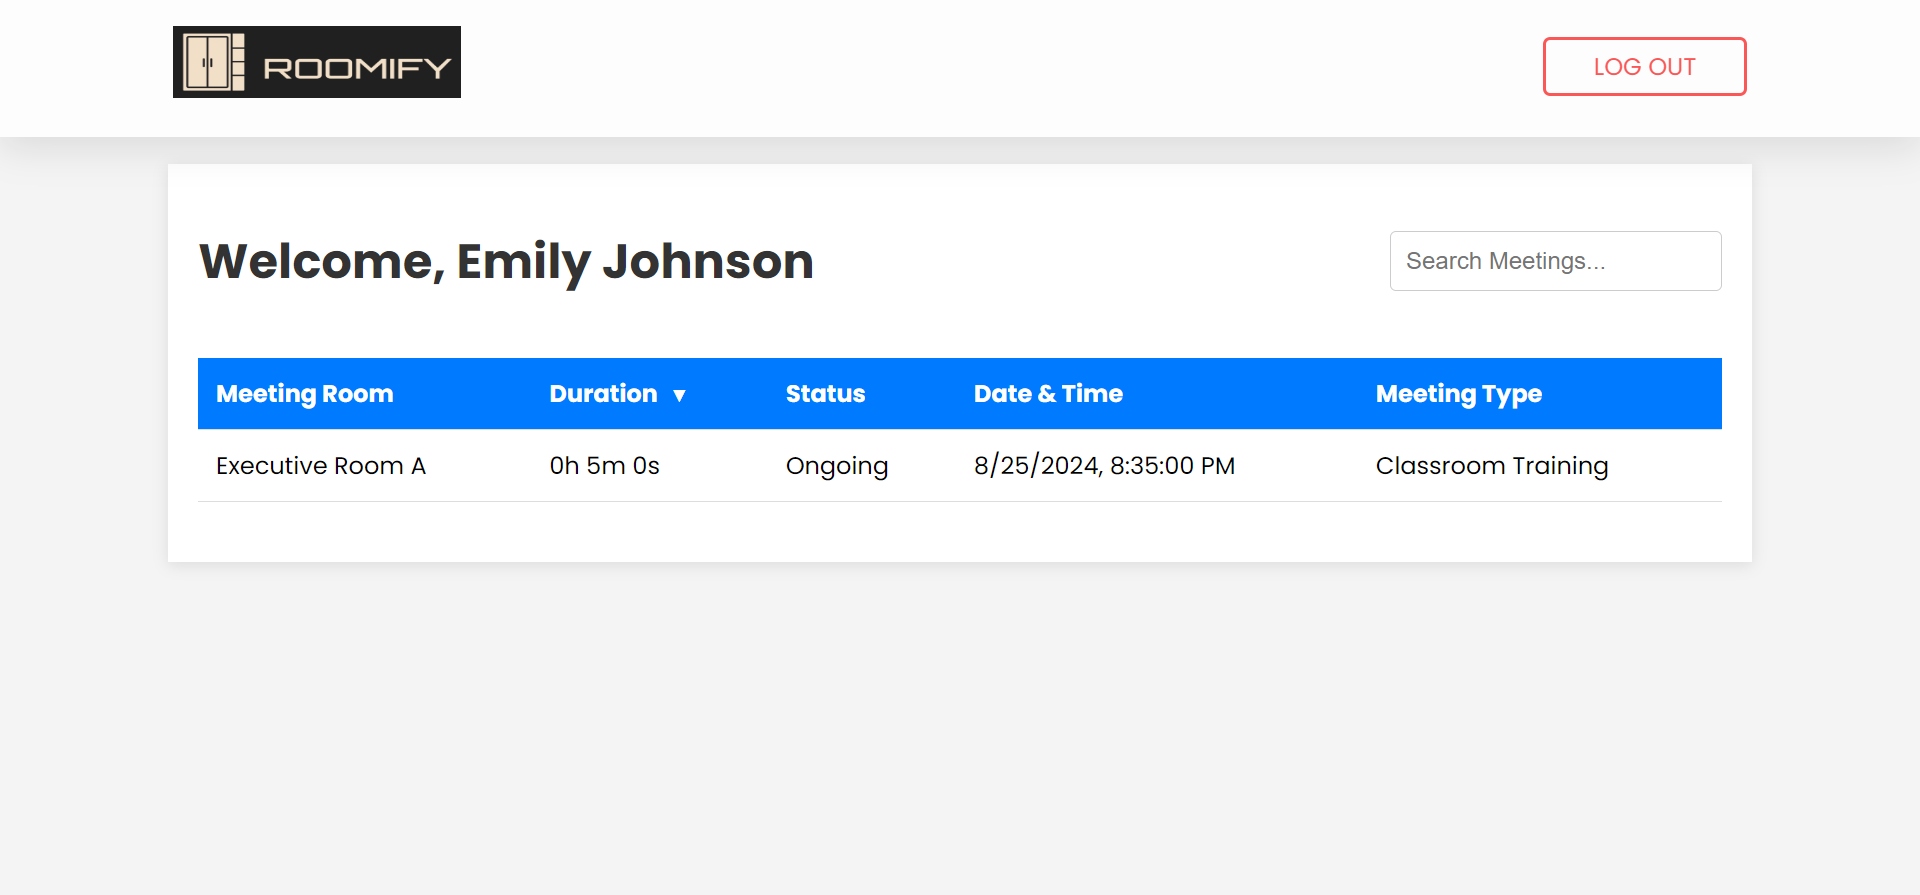 ROOMIFY
LOG OUT
Welcome, Emily Johnson
Search Meetings...
Meeting Room Duration ▼ Status Date & Time Meeting Type
Executive Room A 0h 5m 0s Ongoing 8/25/2024, 8:35:00 PM Classroom Training